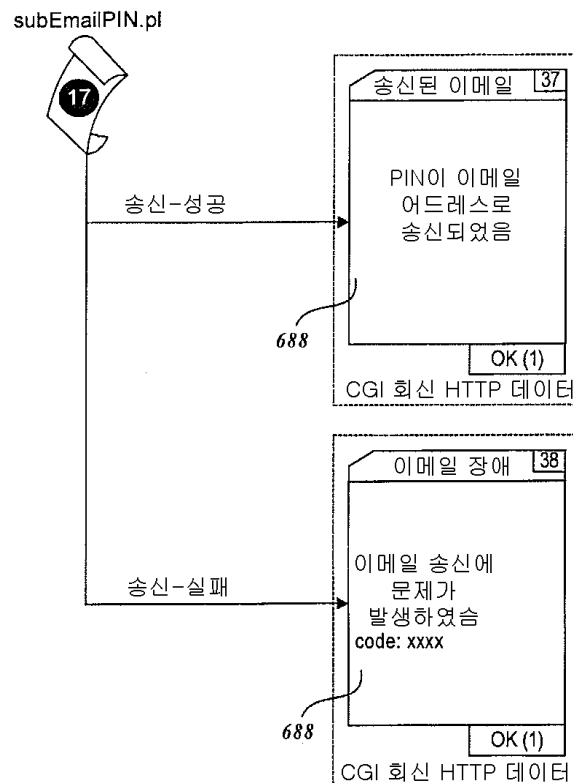 subEmailPIN.pl
17
송신된 이메일 37
PIN이 이메일
어드레스로
송신되었음
송신-성공
688
OK (1)
CGI 회신 HTTP 데이터
이메일 장애 38
이메일 송신에
문제가
발생하였슴
code: xxxx
송신-실패
688
OK (1)
CGI 회신 HTTP 데이터